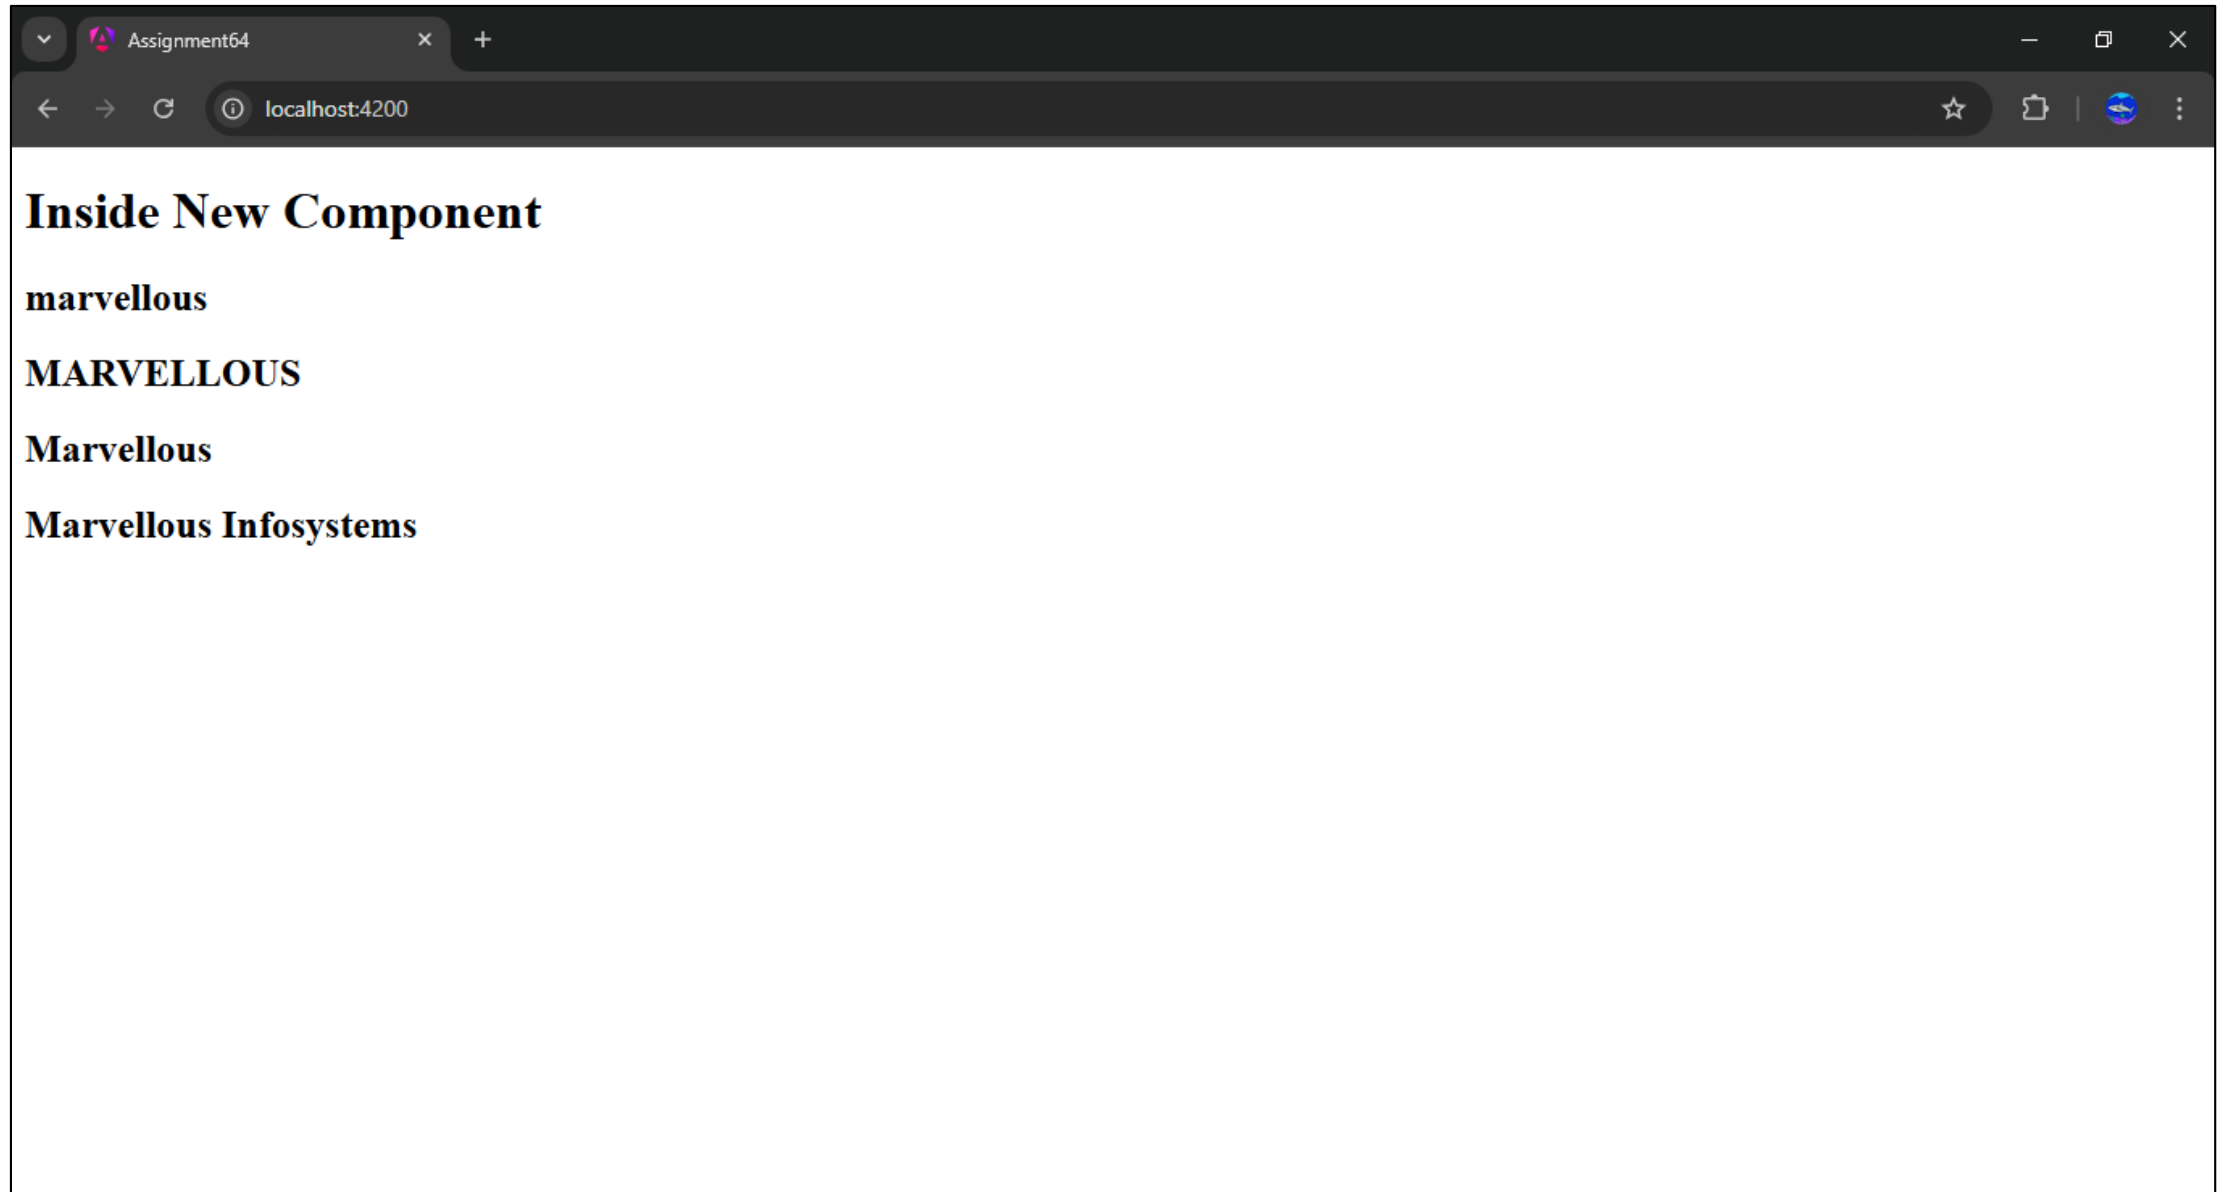 Assignment64
localhost:4200
Inside New Component
marvellous
MARVELLOUS
Marvellous
Marvellous Infosystems